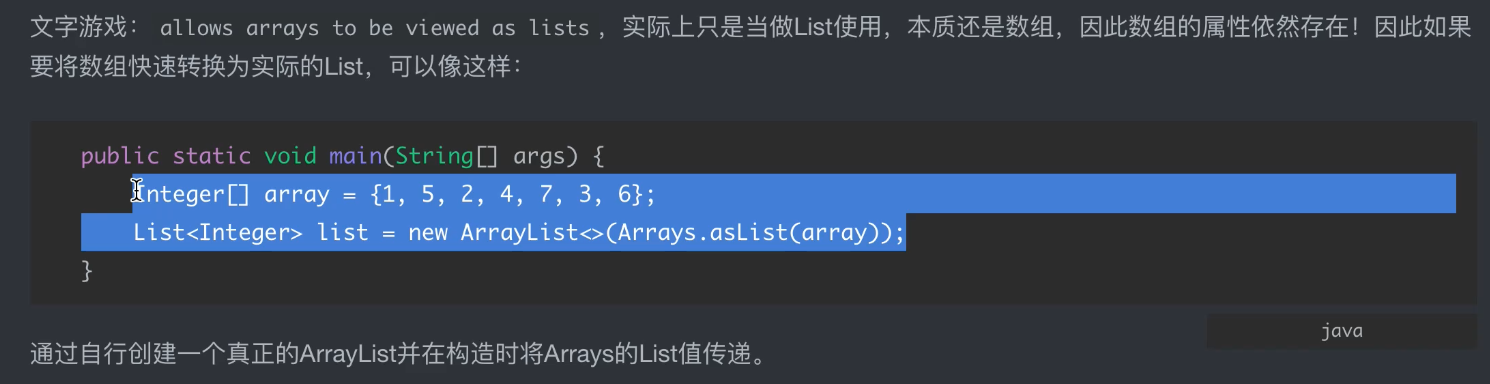 文字游戏： allows arrays to be viewed as lists ，实际上只是当做List使用，本质还是数组，因此数组的属性依然存在！因此如果
要将数组快速转换为实际的List，可以像这样：
public static void main(String[] args) {
    Integer[] array = {1, 5, 2, 4, 7, 3, 6};
    List<Integer> list = new ArrayList<>(Arrays.asList(array));
}
java
通过自行创建一个真正的ArrayList并在构造时将Arrays的List值传递。